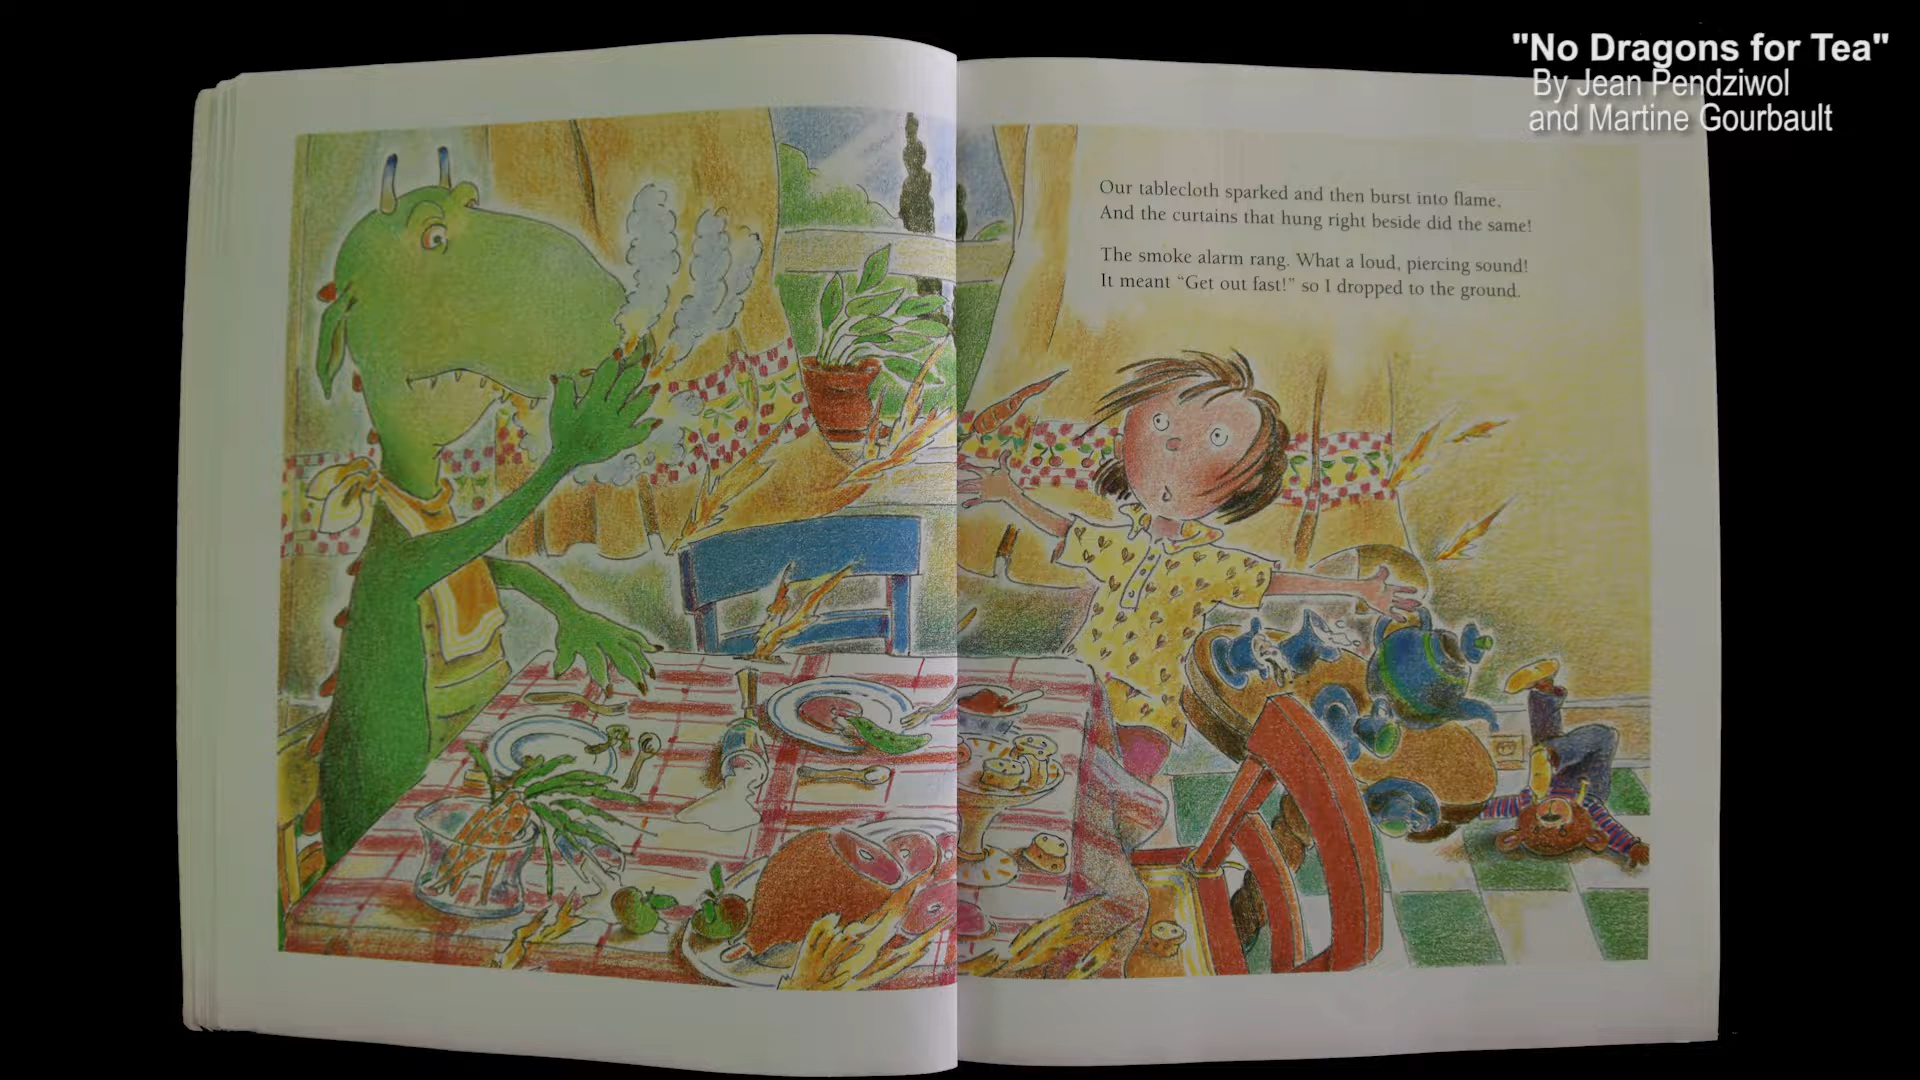 "No Dragons for Tea"
By Jean Pendziwol
and Martine Gourbault
Our tablecloth sparked and then burst into flame,
And the curtains that hung right beside did the same!
The smoke alarm rang. What a loud, piercing sound!
It meant “Get out fast!” so I dropped to the ground.